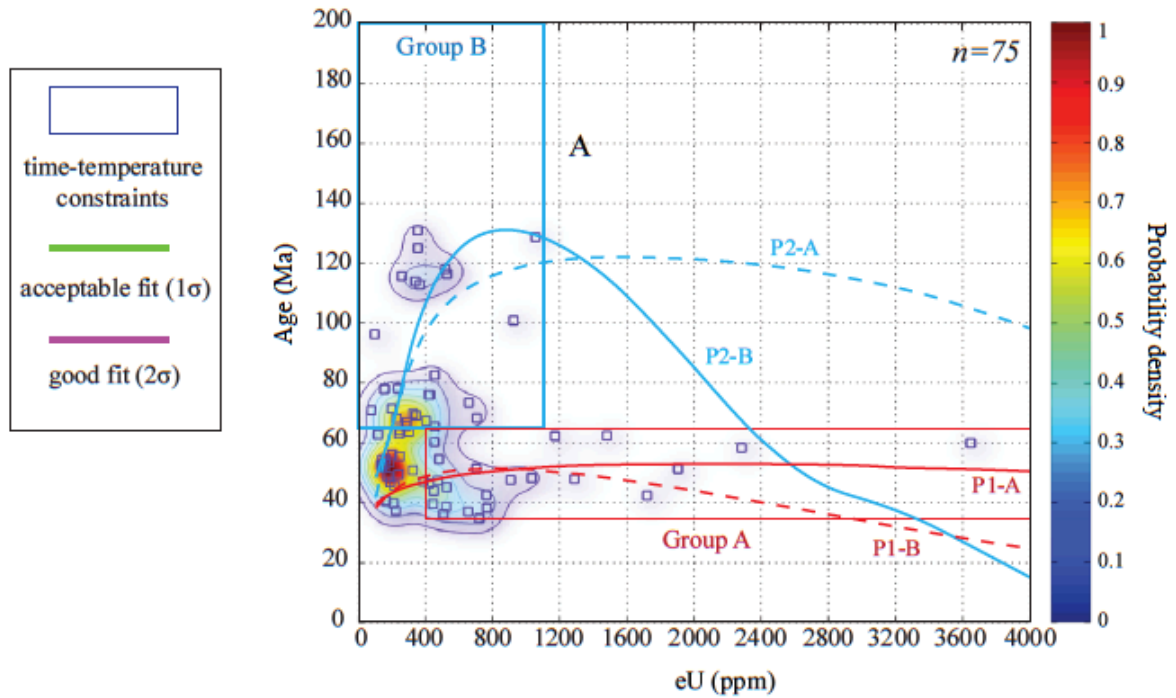 time-temperature
constraints
acceptable fit (1σ)
good fit (2σ)
Group B
n=75
A
P2-A
P2-B
P1-A
P1-B
Group A
200
180
160
140
120
100
80
60
40
20
0
Age (Ma)
0 400 800 1200 1600 2000 2400 2800 3200 3600 4000
eU (ppm)
1
0.9
0.8
0.7
0.6
0.5
0.4
0.3
0.2
0.1
0
Probability density